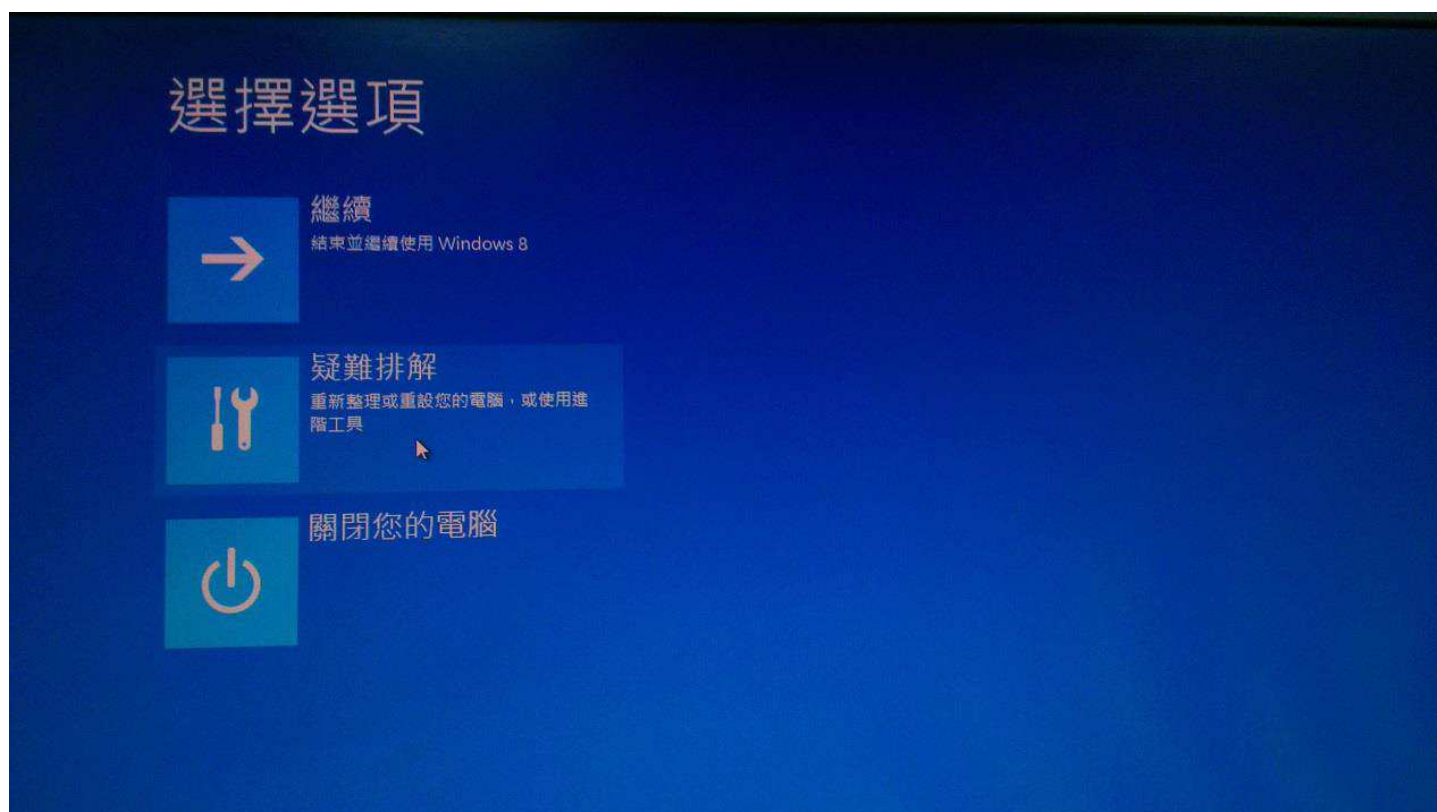 選擇選項
繼續
結束並繼續使用 Windows 8
疑難排解
重新整理或重設您的電腦，或使用進
階工具
關閉您的電腦